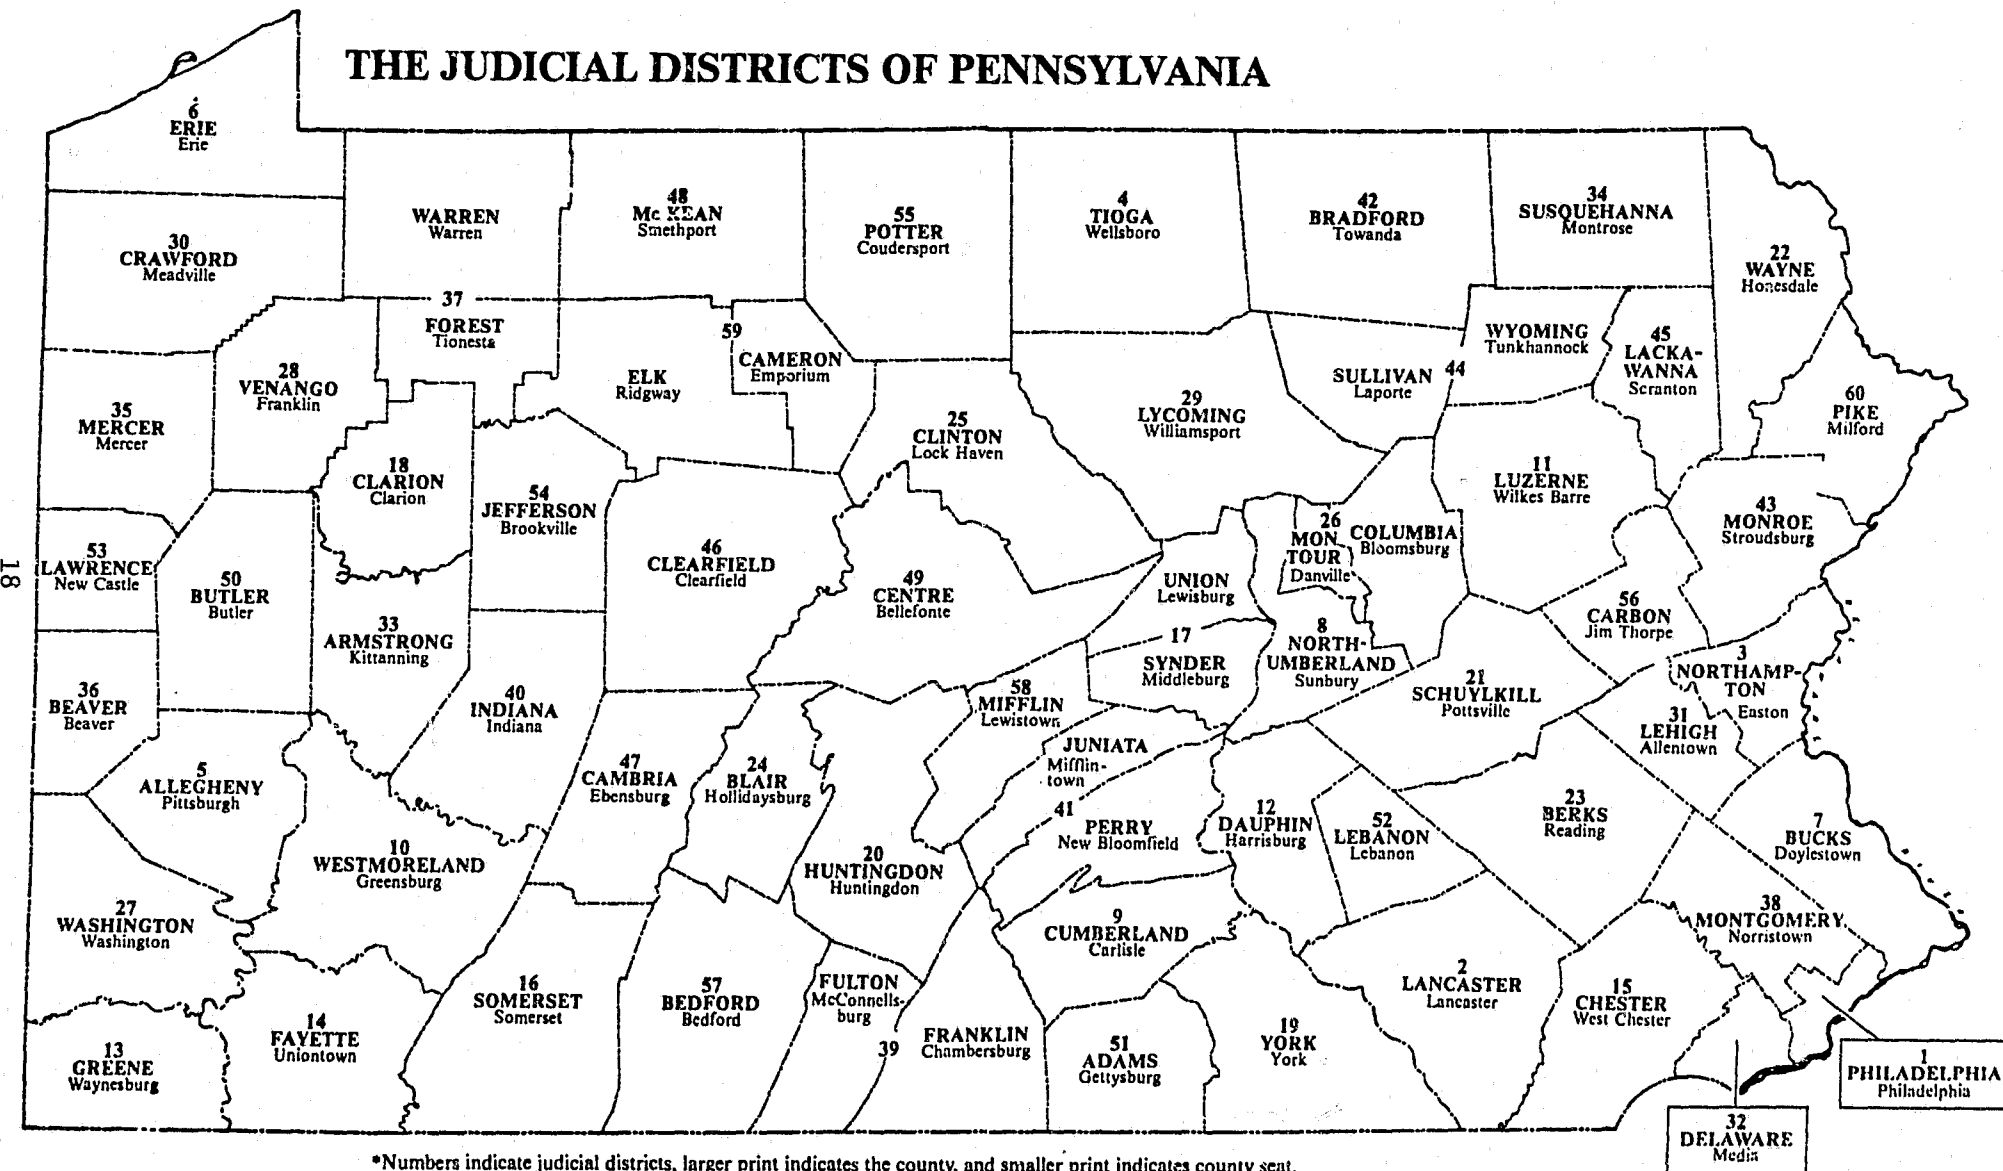 THE JUDICIAL DISTRICTS OF PENNSYLVANIA
6
ERIE
Erie
30
CRAWFORD
Meadville
WARREN
Warren
48
Mc KEAN
Smethport
55
POTTER
Coudersport
4
TIOGA
Wellsboro
42
BRADFORD
Towanda
34
SUSQUEHANNA
Montrose
22
WAYNE
Honesdale
37
FOREST
Tionesta
59
CAMERON
Emporium
ELK
Ridgway
28
VENANGO
Franklin
35
MERCER
Mercer
18
CLARION
Clarion
54
JEFFERSON
Brookville
25
CLINTON
Lock Haven
29
LYCOMING
Williamsport
SULLIVAN
Laporte
44
WYOMING
Tunkhannock
45
LACKA-
WANNA
Scranton
60
PIKE
Milford
11
LUZERNE
Wilkes Barre
43
MONROE
Stroudsburg
53
LAWRENCE
New Castle
50
BUTLER
Butler
33
ARMSTRONG
Kittanning
46
CLEARFIELD
Clearfield
49
CENTRE
Bellefonte
UNION
Lewisburg
17
SYNDER
Middleburg
26
MON
TOUR
Danville
COLUMBIA
Bloomsburg
8
NORTH-
UMBERLAND
Sunbury
56
CARBON
Jim Thorpe
3
NORTHAMP-
TON
Easton
31
LEHIGH
Allentown
21
SCHUYLKILL
Pottsville
36
BEAVER
Beaver
40
INDIANA
Indiana
5
ALLEGHENY
Pittsburgh
47
CAMBRIA
Ebensburg
24
BLAIR
Hollidaysburg
58
MIFFLIN
Lewistown
JUNIATA
Mifflin-
town
41
PERRY
New Bloomfield
12
DAUPHIN
Harrisburg
52
LEBANON
Lebanon
23
BERKS
Reading
7
BUCKS
Doylestown
10
WESTMORELAND
Greensburg
20
HUNTINGDON
Huntingdon
27
WASHINGTON
Washington
9
CUMBERLAND
Carlisle
38
MONTGOMERY
Norristown
16
SOMERSET
Somerset
57
BEDFORD
Bedford
FULTON
McConnells-
burg
39
FRANKLIN
Chambersburg
2
LANCASTER
Lancaster
15
CHESTER
West Chester
13
GREENE
Waynesburg
14
FAYETTE
Uniontown
51
ADAMS
Gettysburg
19
YORK
York
1
PHILADELPHIA
Philadelphia
32
DELAWARE
Media
18
*Numbers indicate judicial districts, larger print indicates the county, and smaller print indicates county seat.